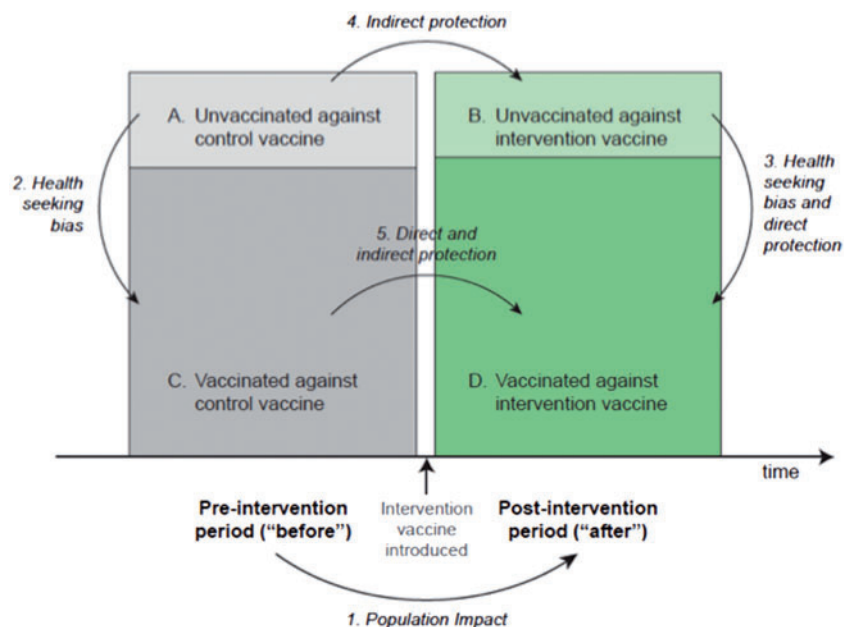 4. Indirect protection
A. Unvaccinated against
control vaccine
B. Unvaccinated against
intervention vaccine
2. Health
seeking
bias
3. Health
seeking
bias and
direct
protection
5. Direct and
indirect protection
C. Vaccinated against
control vaccine
D. Vaccinated against
intervention vaccine
time
Pre-intervention
period (“before”)
Intervention
vaccine
introduced
Post-intervention
period (“after”)
1. Population Impact